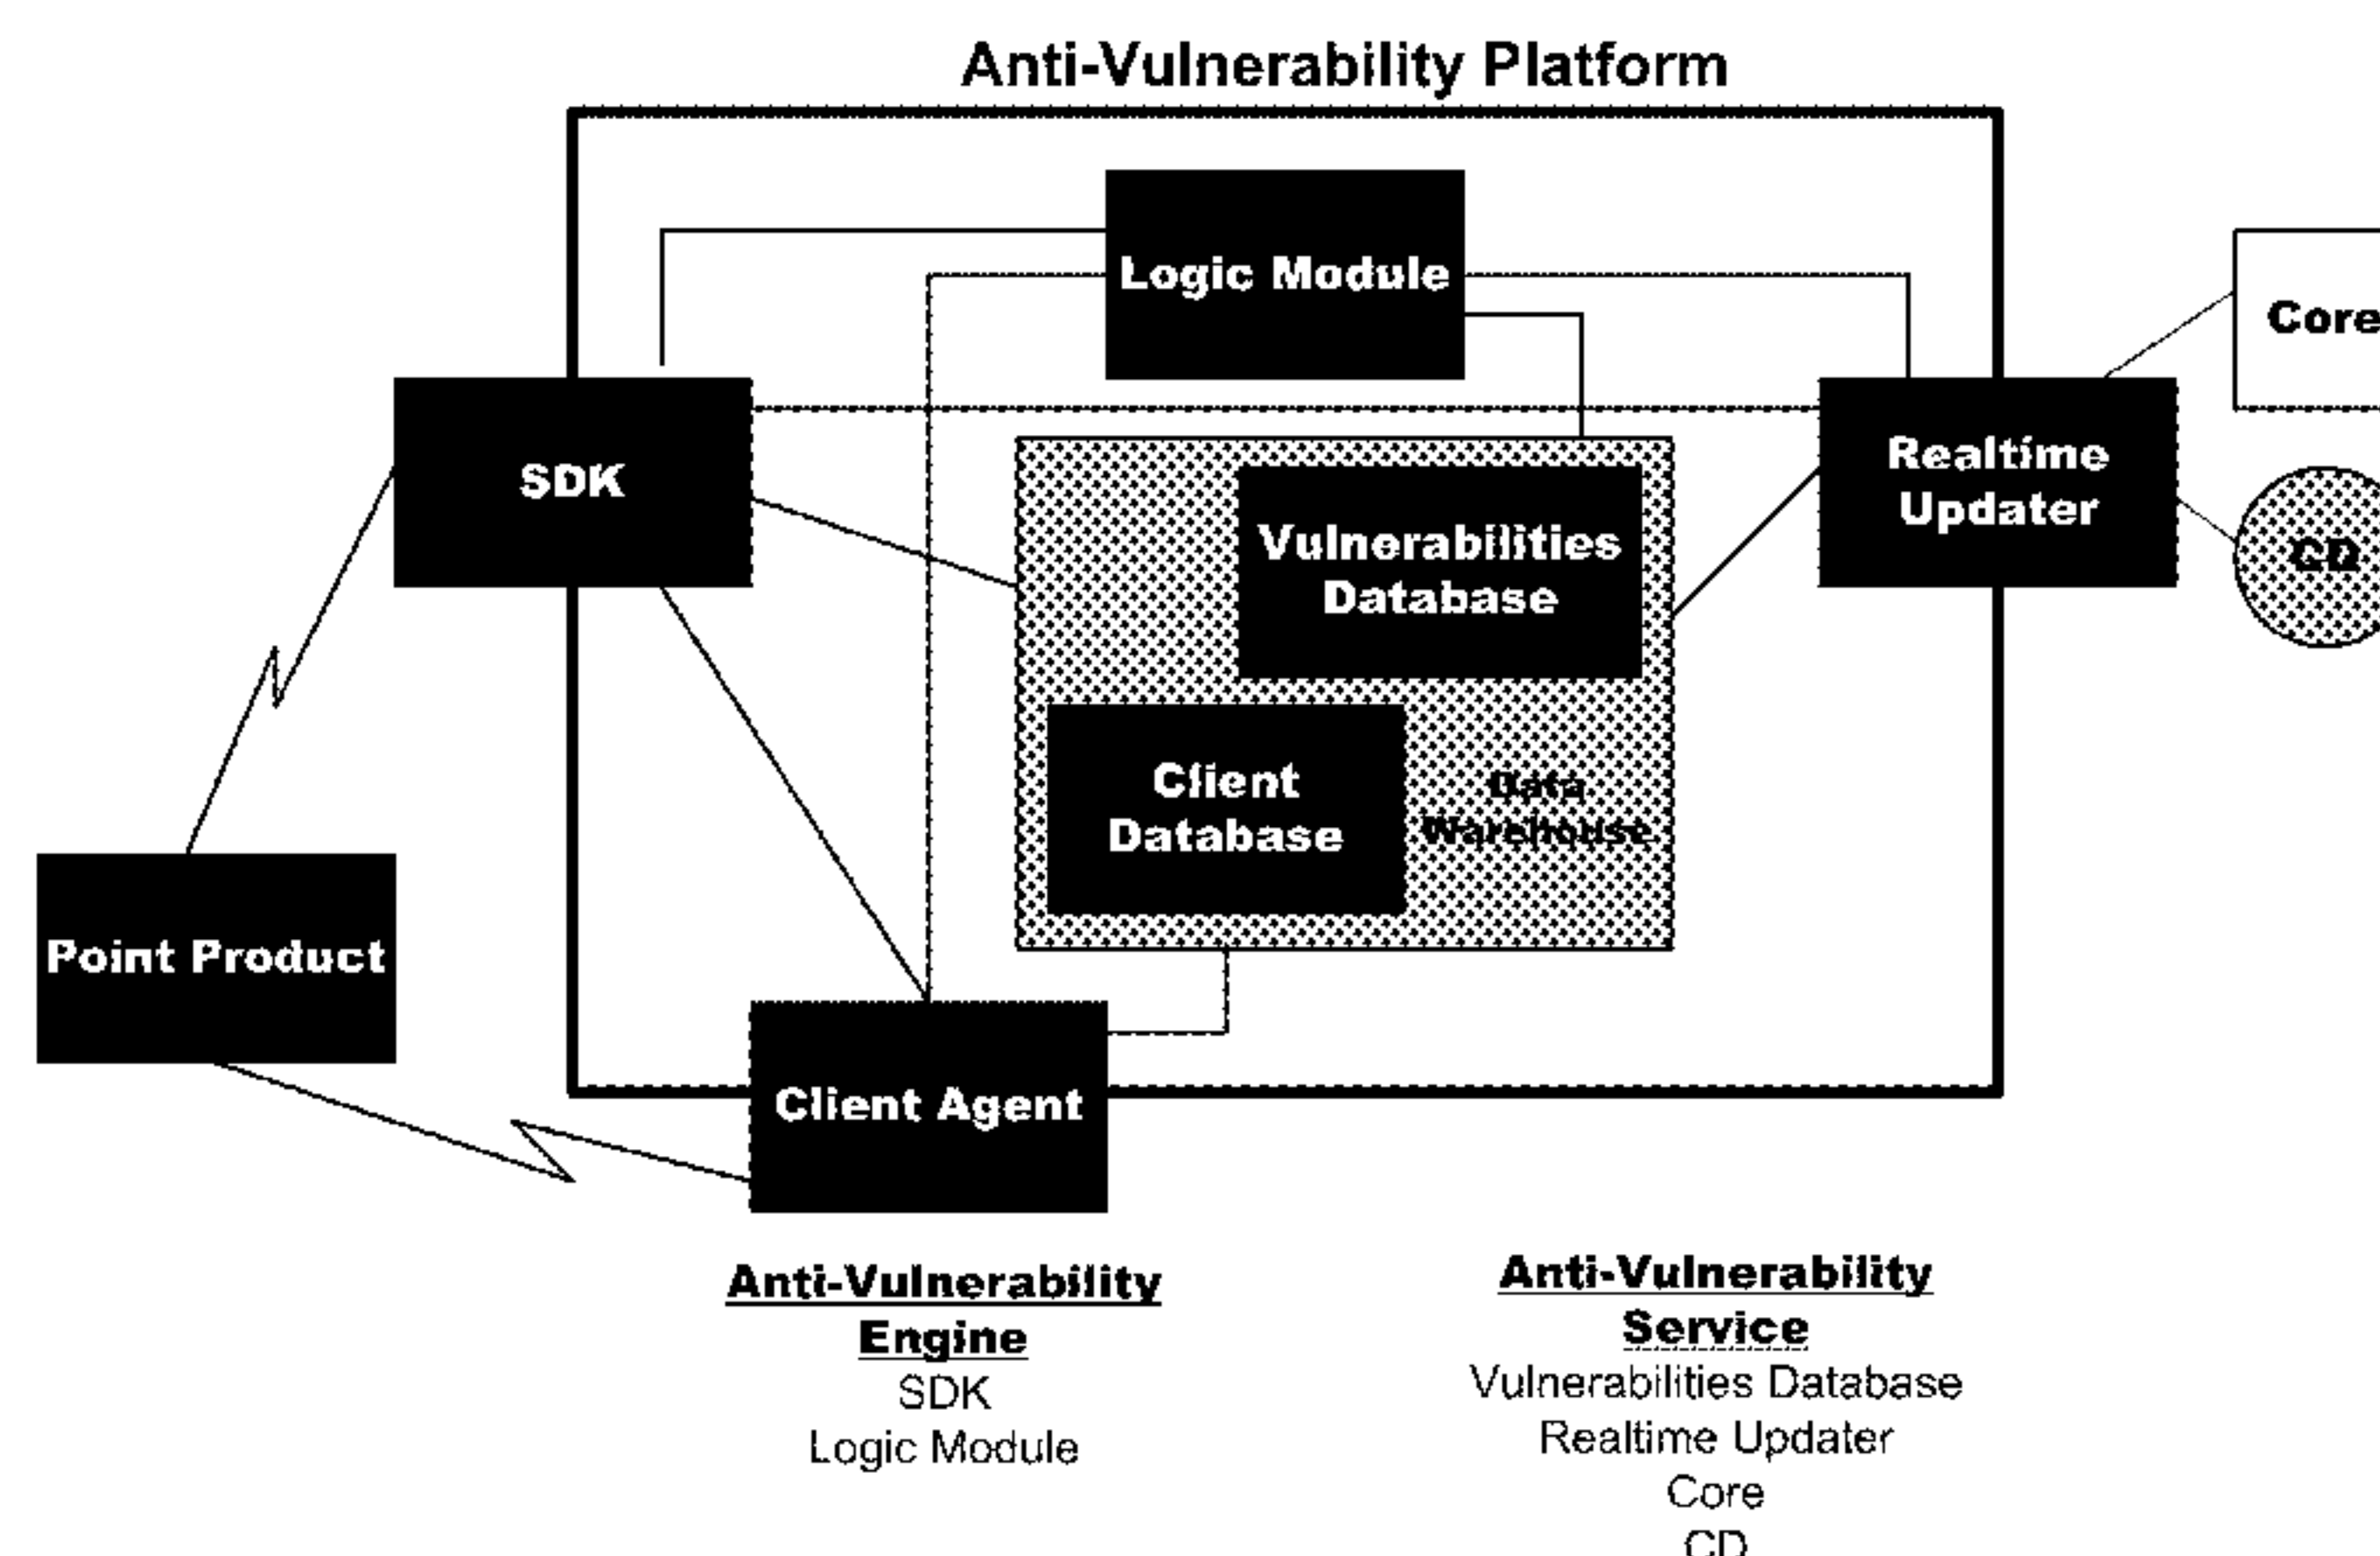 Anti-Vulnerability Platform
Logic Module
Core
SDK
Realtime
Updater
Vulnerabilities
Database
CD
Client
Database
Data
Warehouse
Point Product
Client Agent
Anti-Vulnerability
Engine
SDK
Logic Module
Anti-Vulnerability
Service
Vulnerabilities Database
Realtime Updater
Core
CD